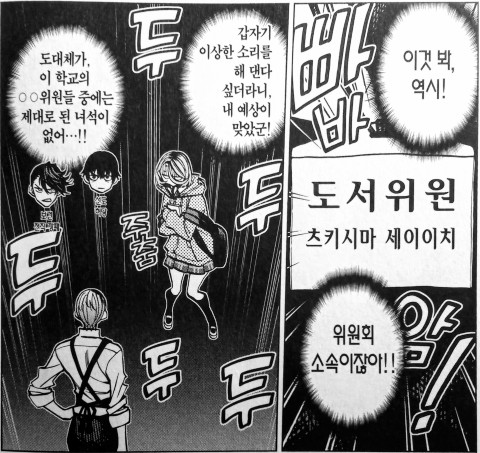 이것 봐,
역시!
빠
밤
도서위원
츠키시마 세이이치
위원회
소속이잖아!!
암!
갑자기
이상한 소리를
해 댄다
싶더라니,
내 예상이
맞았군!
도대체가,
이 학교의
○○위원들 중에는
제대로 된 녀석이
없어…!!
두
두
두
두
두
두
주춤